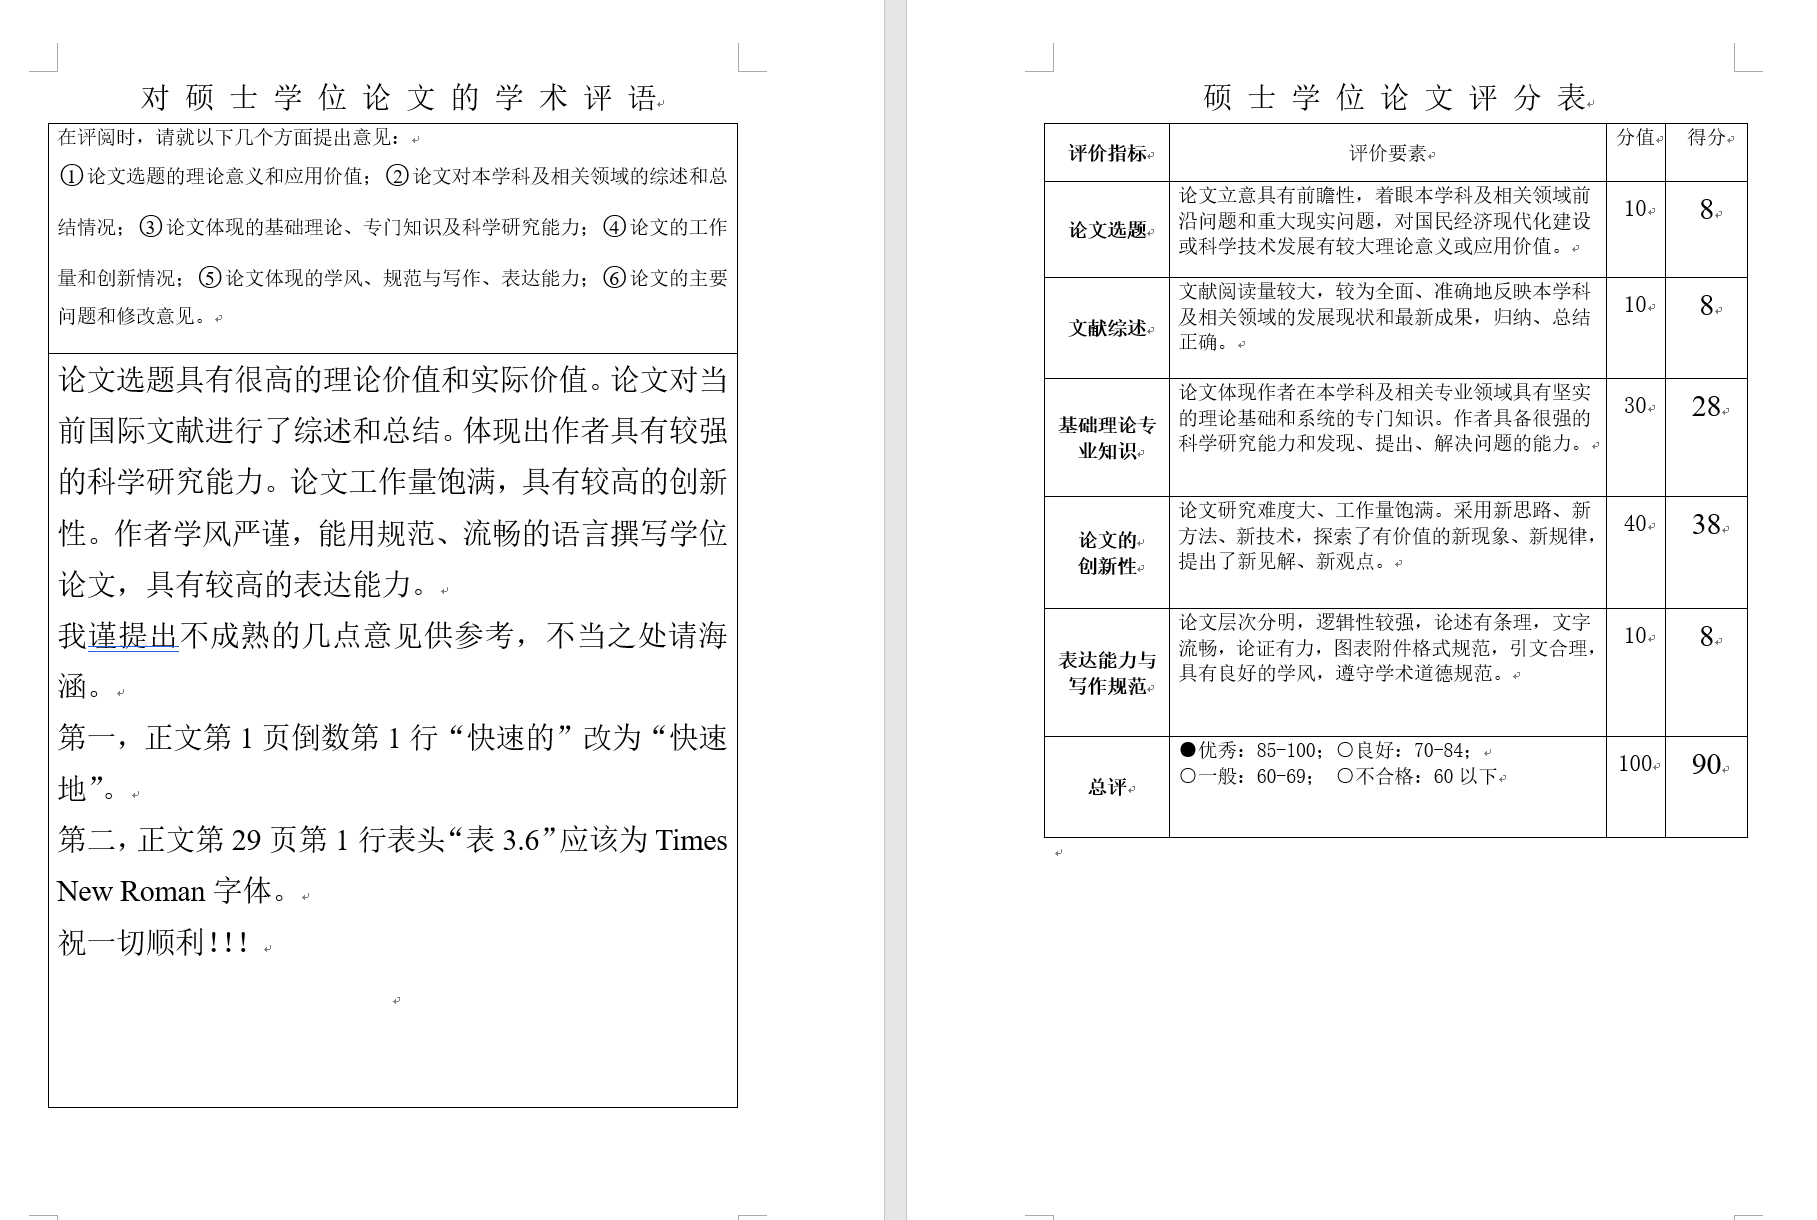 对硕士学位论文的学术评语
在评阅时，请就以下几个方面提出意见：
①论文选题的理论意义和应用价值；②论文对本学科及相关领域的综述和总
结情况；③论文体现的基础理论、专门知识及科学研究能力；④论文的工作
量和创新情况；⑤论文体现的学风、规范与写作、表达能力；⑥论文的主要
问题和修改意见。
论文选题具有很高的理论价值和实际价值。论文对当
前国际文献进行了综述和总结。体现出作者具有较强
的科学研究能力。论文工作量饱满，具有较高的创新
性。作者学风严谨，能用规范、流畅的语言撰写学位
论文，具有较高的表达能力。
我谨提出不成熟的几点意见供参考，不当之处请海
涵。
第一，正文第 1 页倒数第 1 行“快速的”改为“快速
地”。
第二，正文第 29 页第 1 行表头“表 3.6”应该为 Times
New Roman 字体。
祝一切顺利!!!
硕士学位论文评分表
评价指标
评价要素
分值
得分
论文选题
论文立意具有前瞻性，着眼本学科及相关领域前
沿问题和重大现实问题，对国民经济现代化建设
或科学技术发展有较大理论意义或应用价值。
10
8
文献综述
文献阅读量较大，较为全面、准确地反映本学科
及相关领域的发展现状和最新成果，归纳、总结
正确。
10
8
基础理论专
业知识
论文体现作者在本学科及相关专业领域具有坚实
的理论基础和系统的专门知识。作者具备很强的
科学研究能力和发现、提出、解决问题的能力。
30
28
论文的
创新性
论文研究难度大、工作量饱满。采用新思路、新
方法、新技术，探索了有价值的新现象、新规律，
提出了新见解、新观点。
40
38
表达能力与
写作规范
论文层次分明，逻辑性较强，论述有条理，文字
流畅，论证有力，图表附件格式规范，引文合理，
具有良好的学风，遵守学术道德规范。
10
8
总评
●优秀：85-100；○良好：70-84；
○一般：60-69； ○不合格：60 以下
100
90